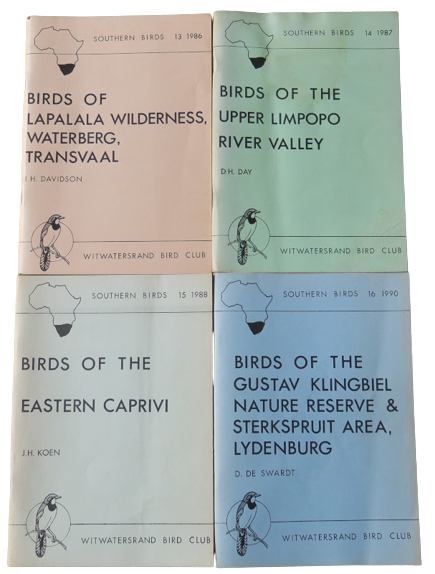 SOUTHERN BIRDS 13 1986
BIRDS OF
LAPALALA WILDERNESS,
WATERBERG,
TRANSVAAL
I.H. DAVIDSON
WITWATERSRAND BIRD CLUB
SOUTHERN BIRDS 14 1987
BIRDS OF THE
UPPER LIMPOPO
RIVER VALLEY
D.H. DAY
WITWATERSRAND BIRD CLUB
SOUTHERN BIRDS 15 1988
BIRDS OF THE
EASTERN CAPRIVI
J.H. KOEN
WITWATERSRAND BIRD CLUB
SOUTHERN BIRDS 16 1990
BIRDS OF THE
GUSTAV KLINGBIEL
NATURE RESERVE &
STERKSPRUIT AREA,
LYDENBURG
D. DE SWARDT
WITWATERSRAND BIRD CLUB